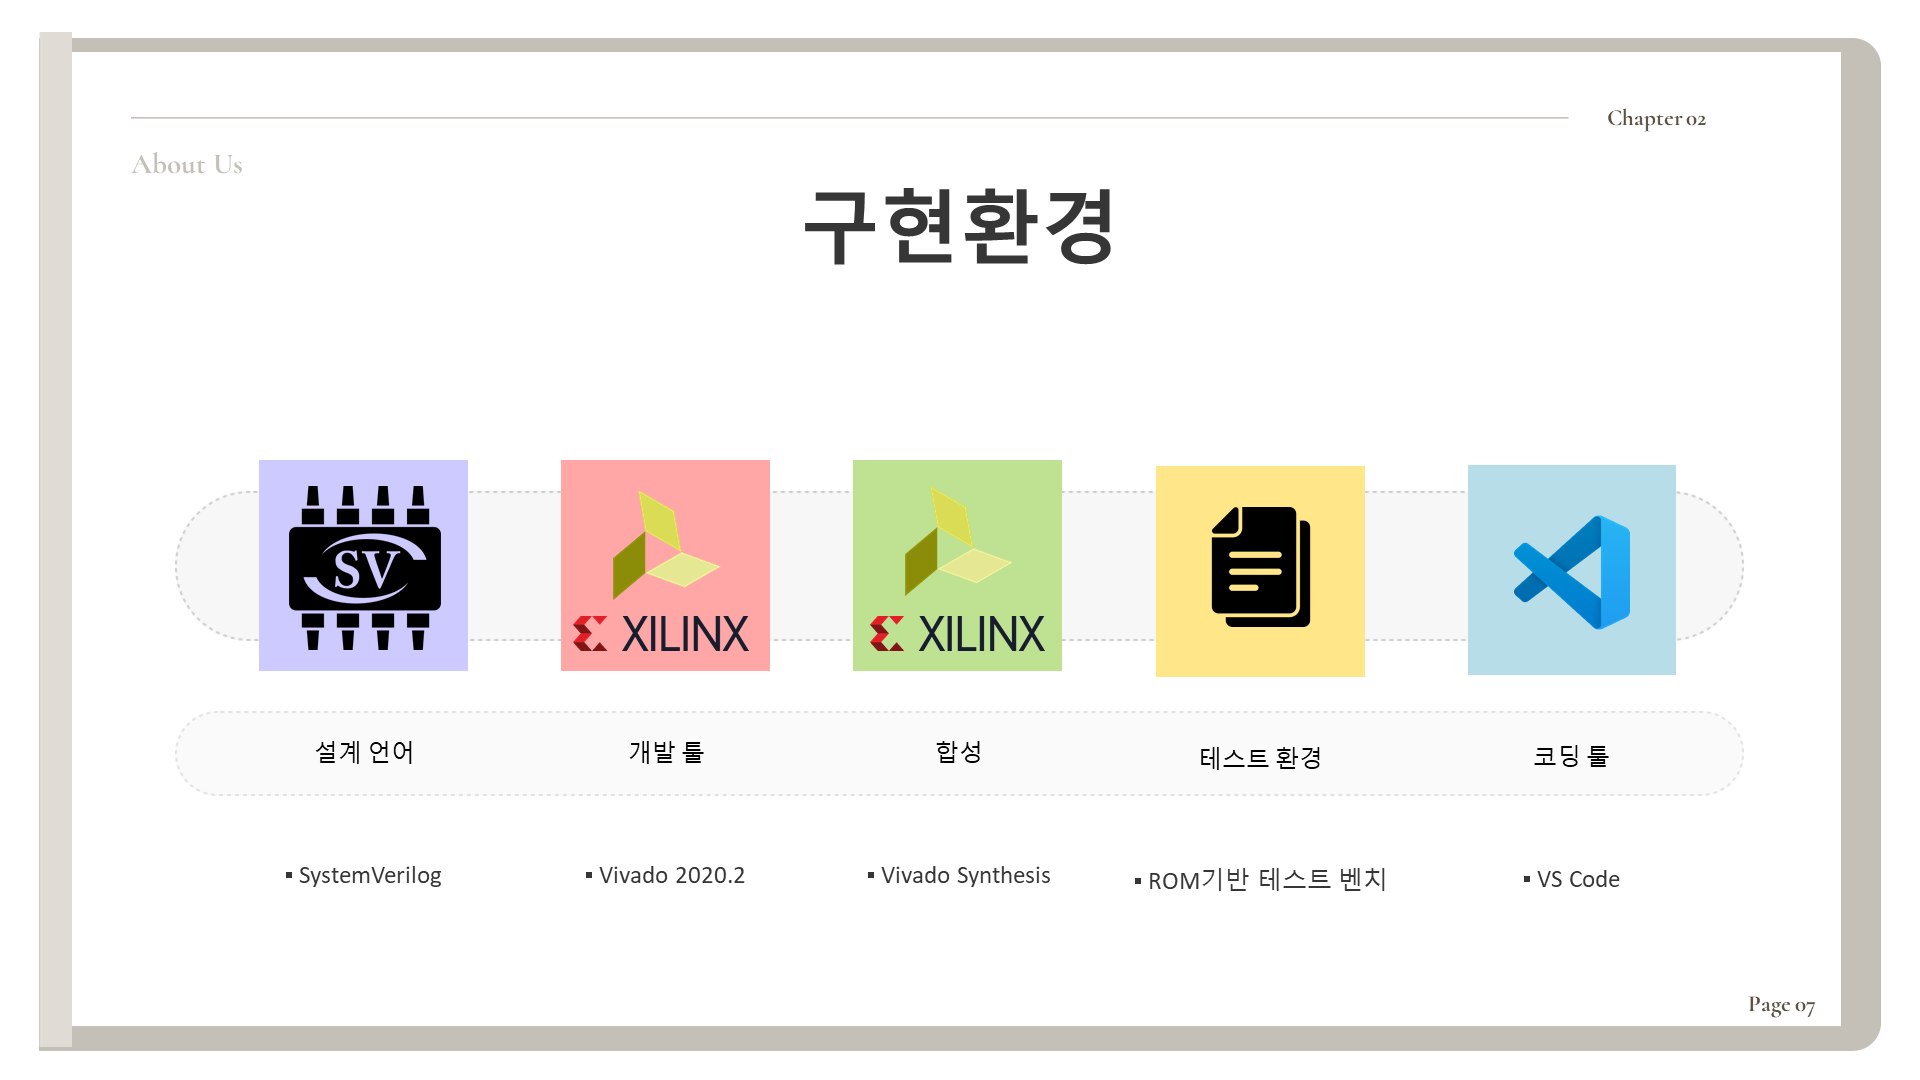 Chapter 02
About Us
구현환경
SV
XILINX
XILINX
설계 언어
개발 툴
합성
테스트 환경
코딩 툴
▪ SystemVerilog
▪ Vivado 2020.2
▪ Vivado Synthesis
▪ ROM기반 테스트 벤치
▪ VS Code
Page 07